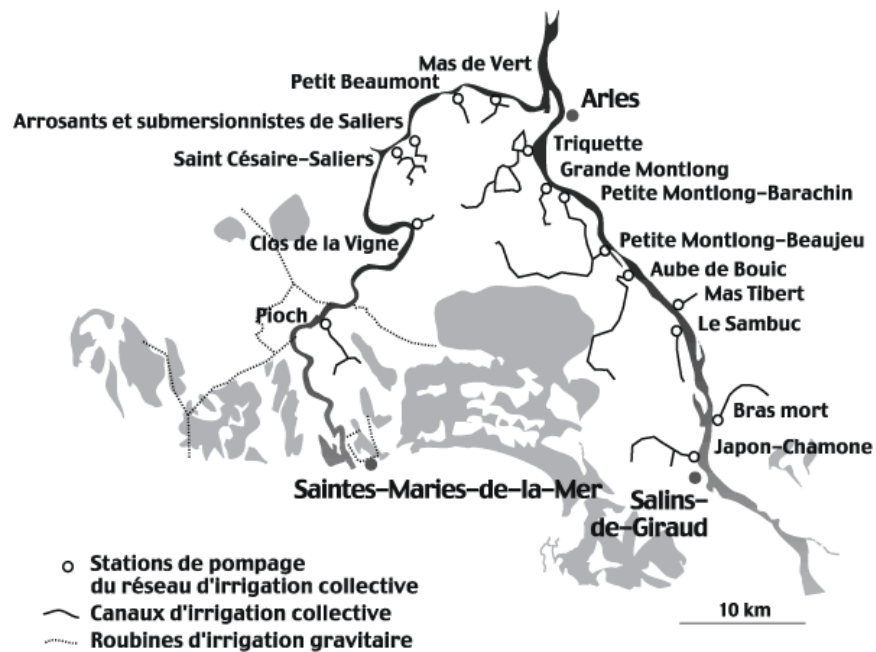 Mas de Vert
Petit Beaumont
Arles
Arrosants et submersionnistes de Saliers
Triquette
Saint Césaire-Saliers
Grande Montlong
Petite Montlong-Barachin
Clos de la Vigne
Petite Montlong-Beaujeu
Aube de Bouic
Mas Tibert
Pioch
Le Sambuc
Bras mort
Japon-Chamone
Saintes-Maries-de-la-Mer
Salins-
de-Giraud
Stations de pompage
du réseau d'irrigation collective
Canaux d'irrigation collective
Roubines d'irrigation gravitaire
10 km